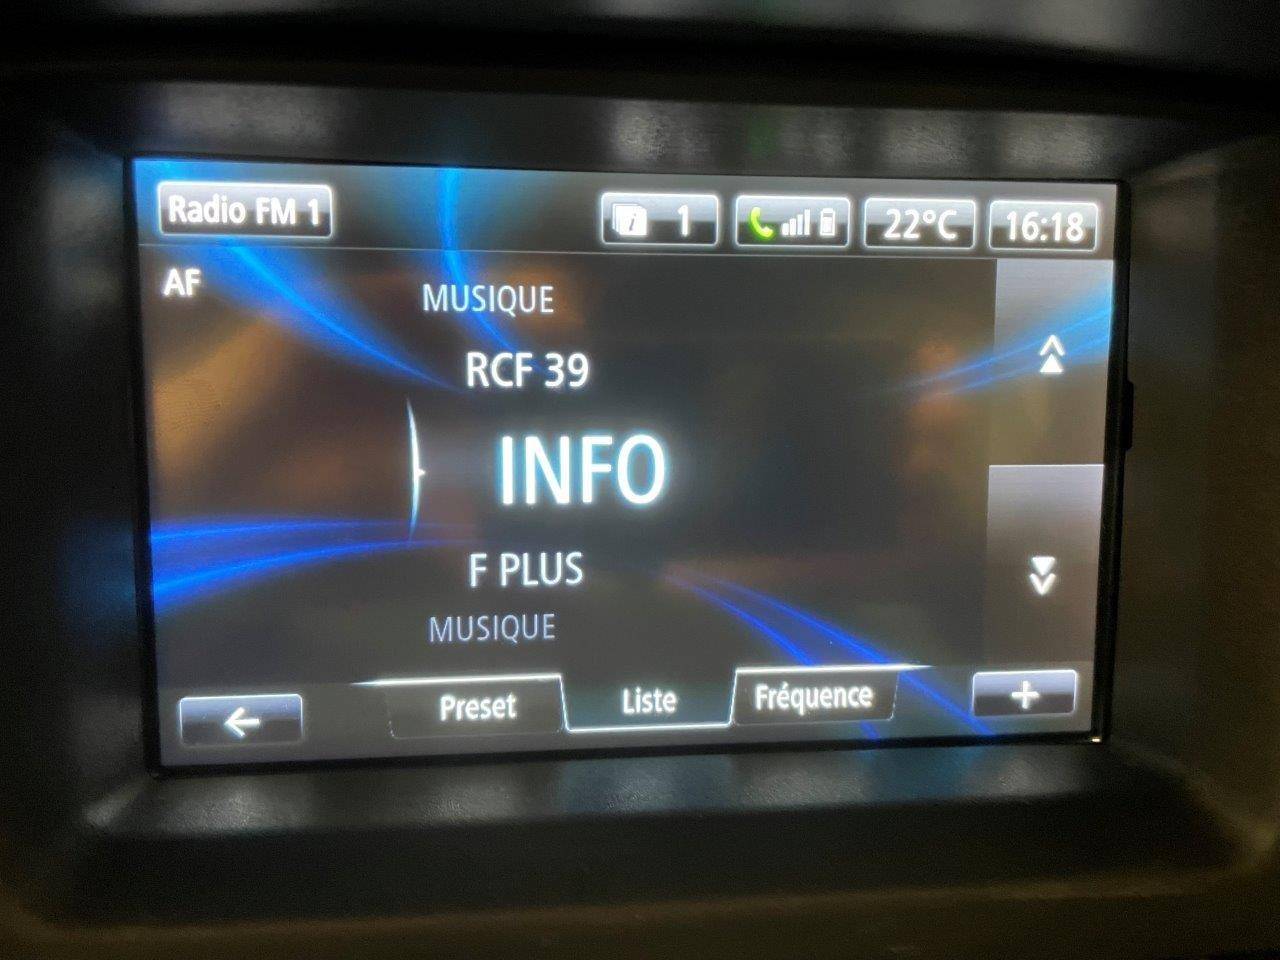 Radio FM 1
i 1
22°C
16:18
AF
MUSIQUE
RCF 39
INFO
F PLUS
MUSIQUE
Preset
Liste
Fréquence
+